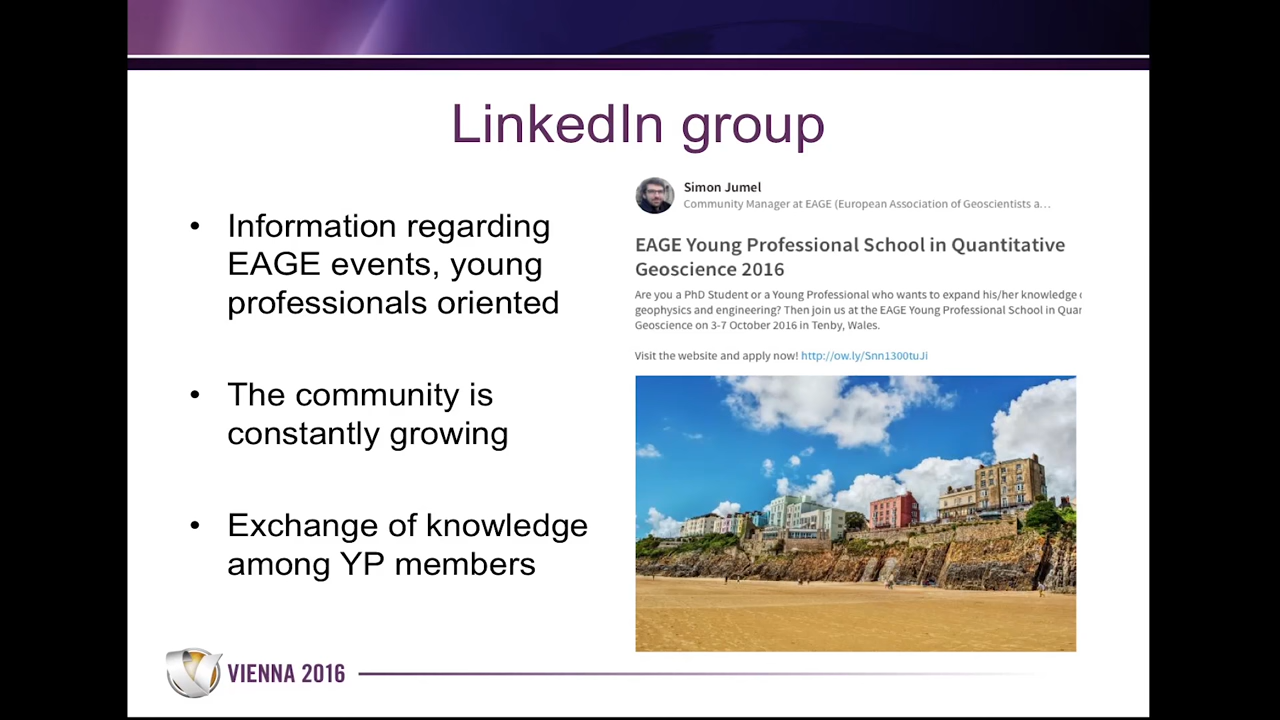 LinkedIn group
• Information regarding
EAGE events, young
professionals oriented
• The community is
constantly growing
• Exchange of knowledge
among YP members
Simon Jumel
Community Manager at EAGE (European Association of Geoscientists a...
EAGE Young Professional School in Quantitative
Geoscience 2016
Are you a PhD Student or a Young Professional who wants to expand his/her knowledge
geophysics and engineering? Then join us at the EAGE Young Professional School in Quan
Geoscience on 3-7 October 2016 in Tenby, Wales.
Visit the website and apply now! http://ow.ly/Snn1300tuJi
VIENNA 2016